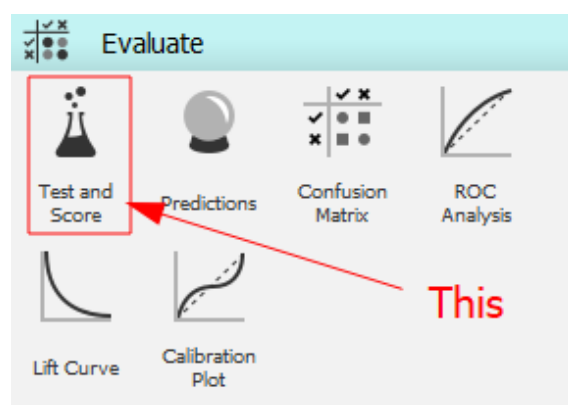 Evaluate
Test and
Score
Predictions
Confusion
Matrix
ROC
Analysis
This
Lift Curve
Calibration
Plot